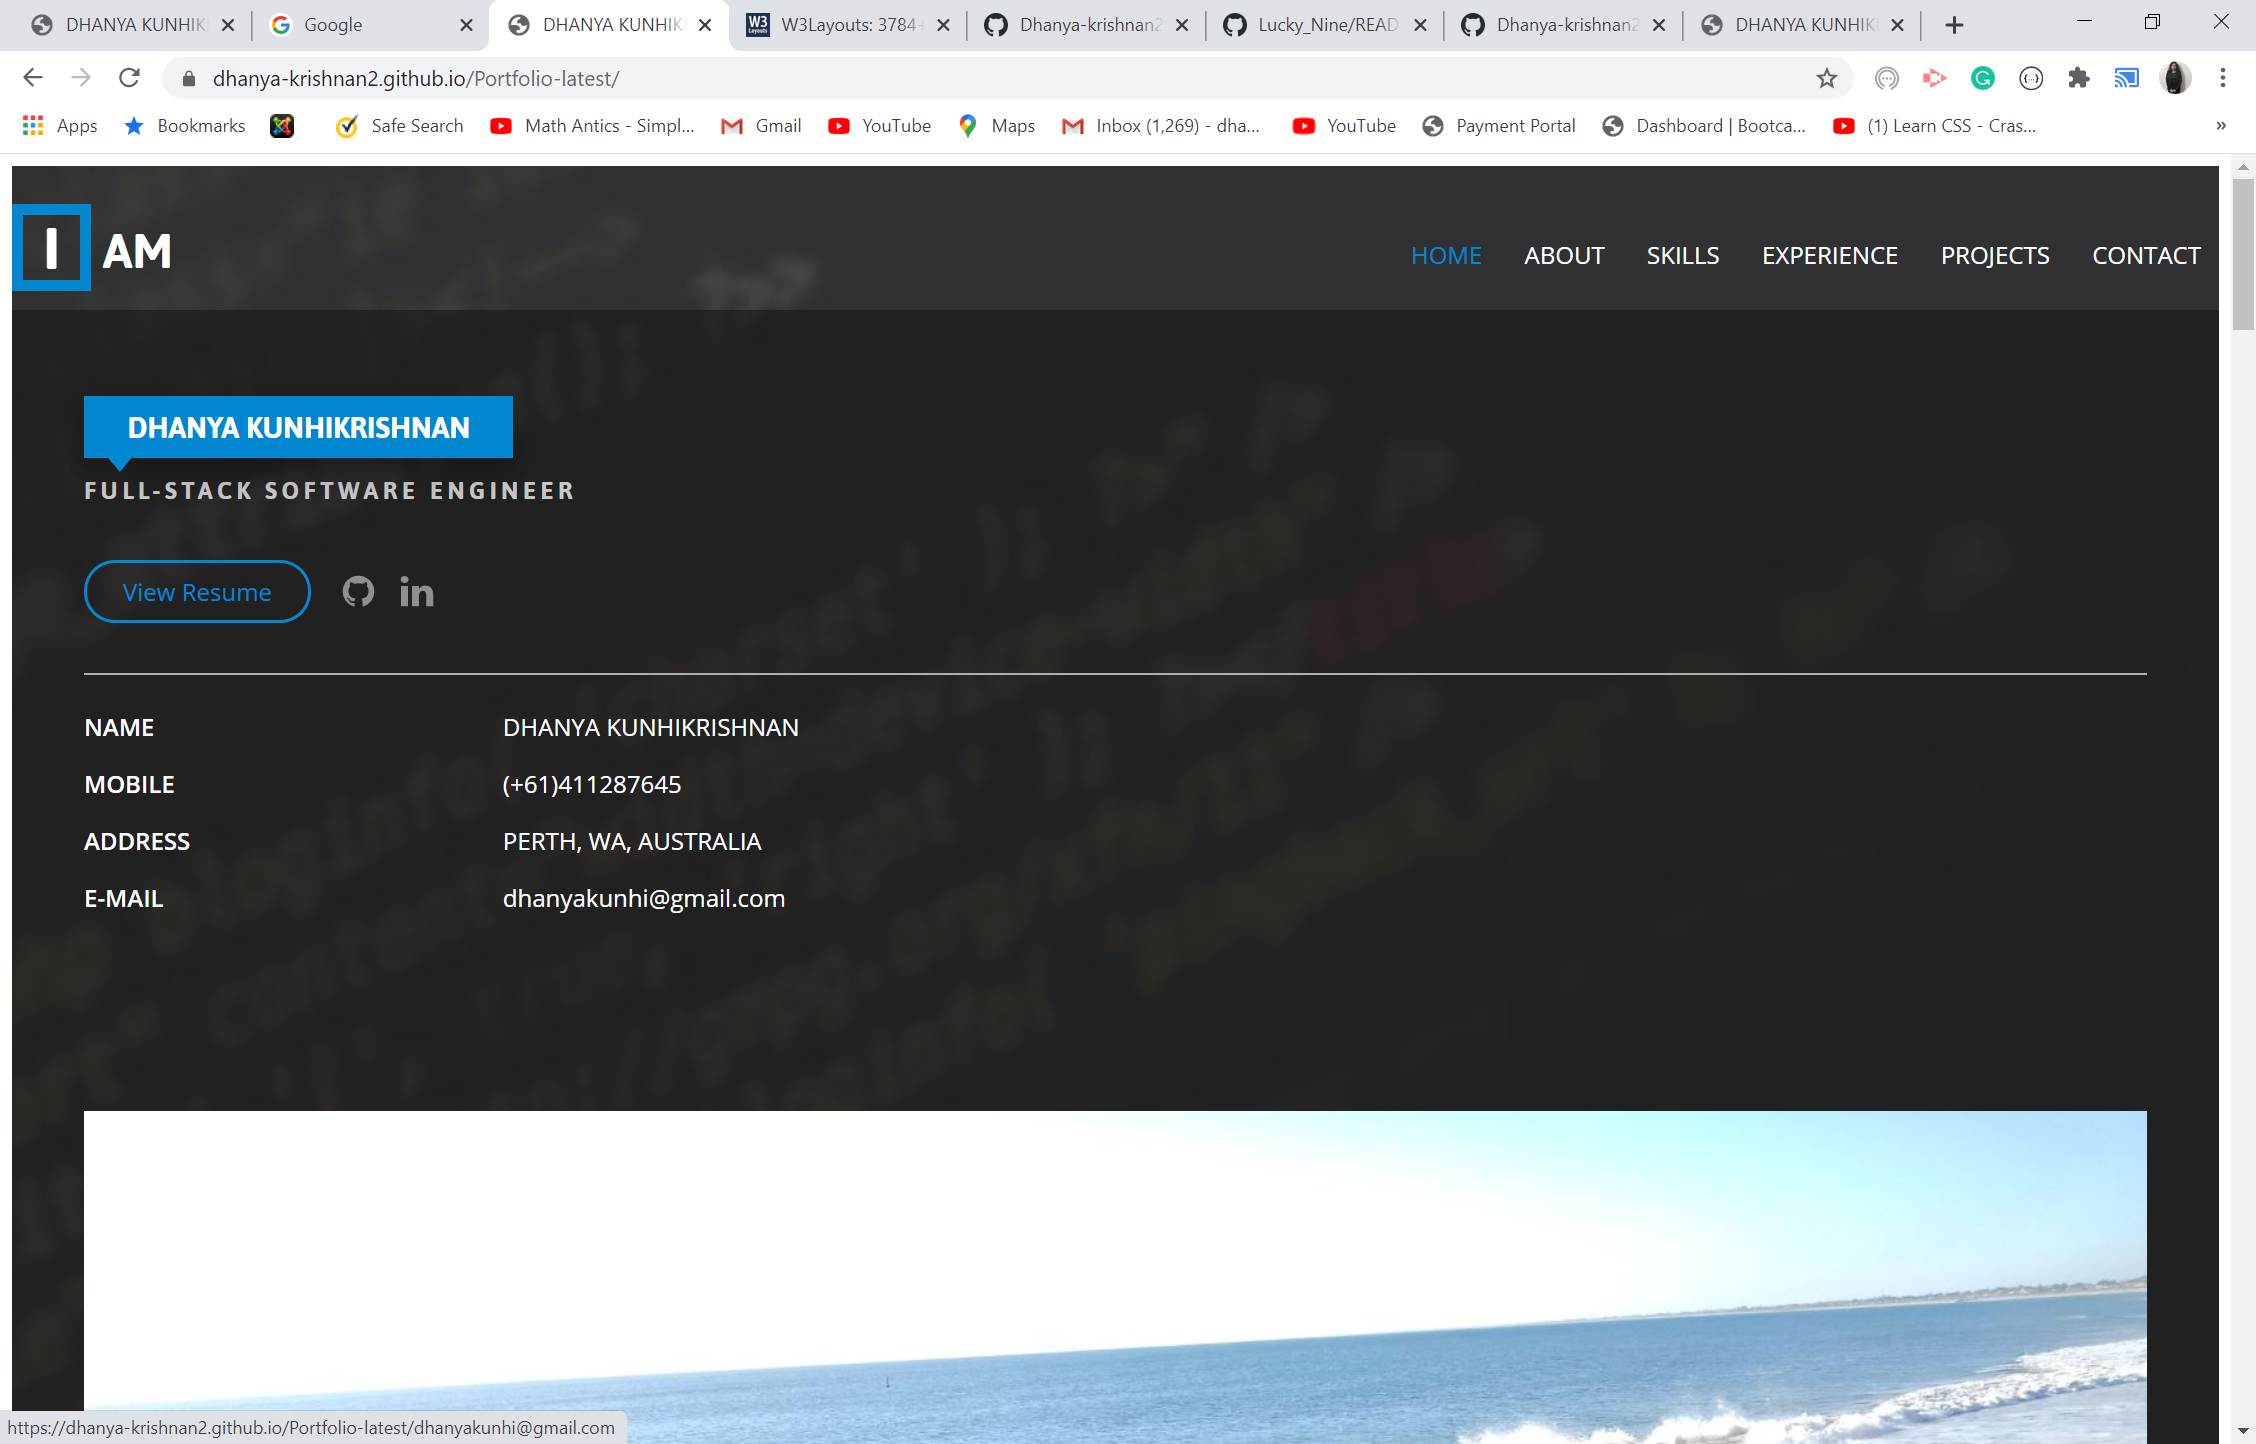 DHANYA KUNHIK
Google
DHANYA KUNHIK
W3 Layouts W3Layouts: 3784+
Dhanya-krishnan2
Lucky_Nine/READ
Dhanya-krishnan2
DHANYA KUNHIK
dhanya-krishnan2.github.io/Portfolio-latest/
Apps Bookmarks Safe Search Math Antics - Simpl... Gmail YouTube Maps Inbox (1,269) - dha... YouTube Payment Portal Dashboard | Bootca... (1) Learn CSS - Cras... »
I AM
HOME ABOUT SKILLS EXPERIENCE PROJECTS CONTACT
DHANYA KUNHIKRISHNAN
FULL-STACK SOFTWARE ENGINEER
View Resume in
NAME DHANYA KUNHIKRISHNAN
MOBILE (+61)411287645
ADDRESS PERTH, WA, AUSTRALIA
E-MAIL dhanyakunhi@gmail.com
https://dhanya-krishnan2.github.io/Portfolio-latest/dhanyakunhi@gmail.com